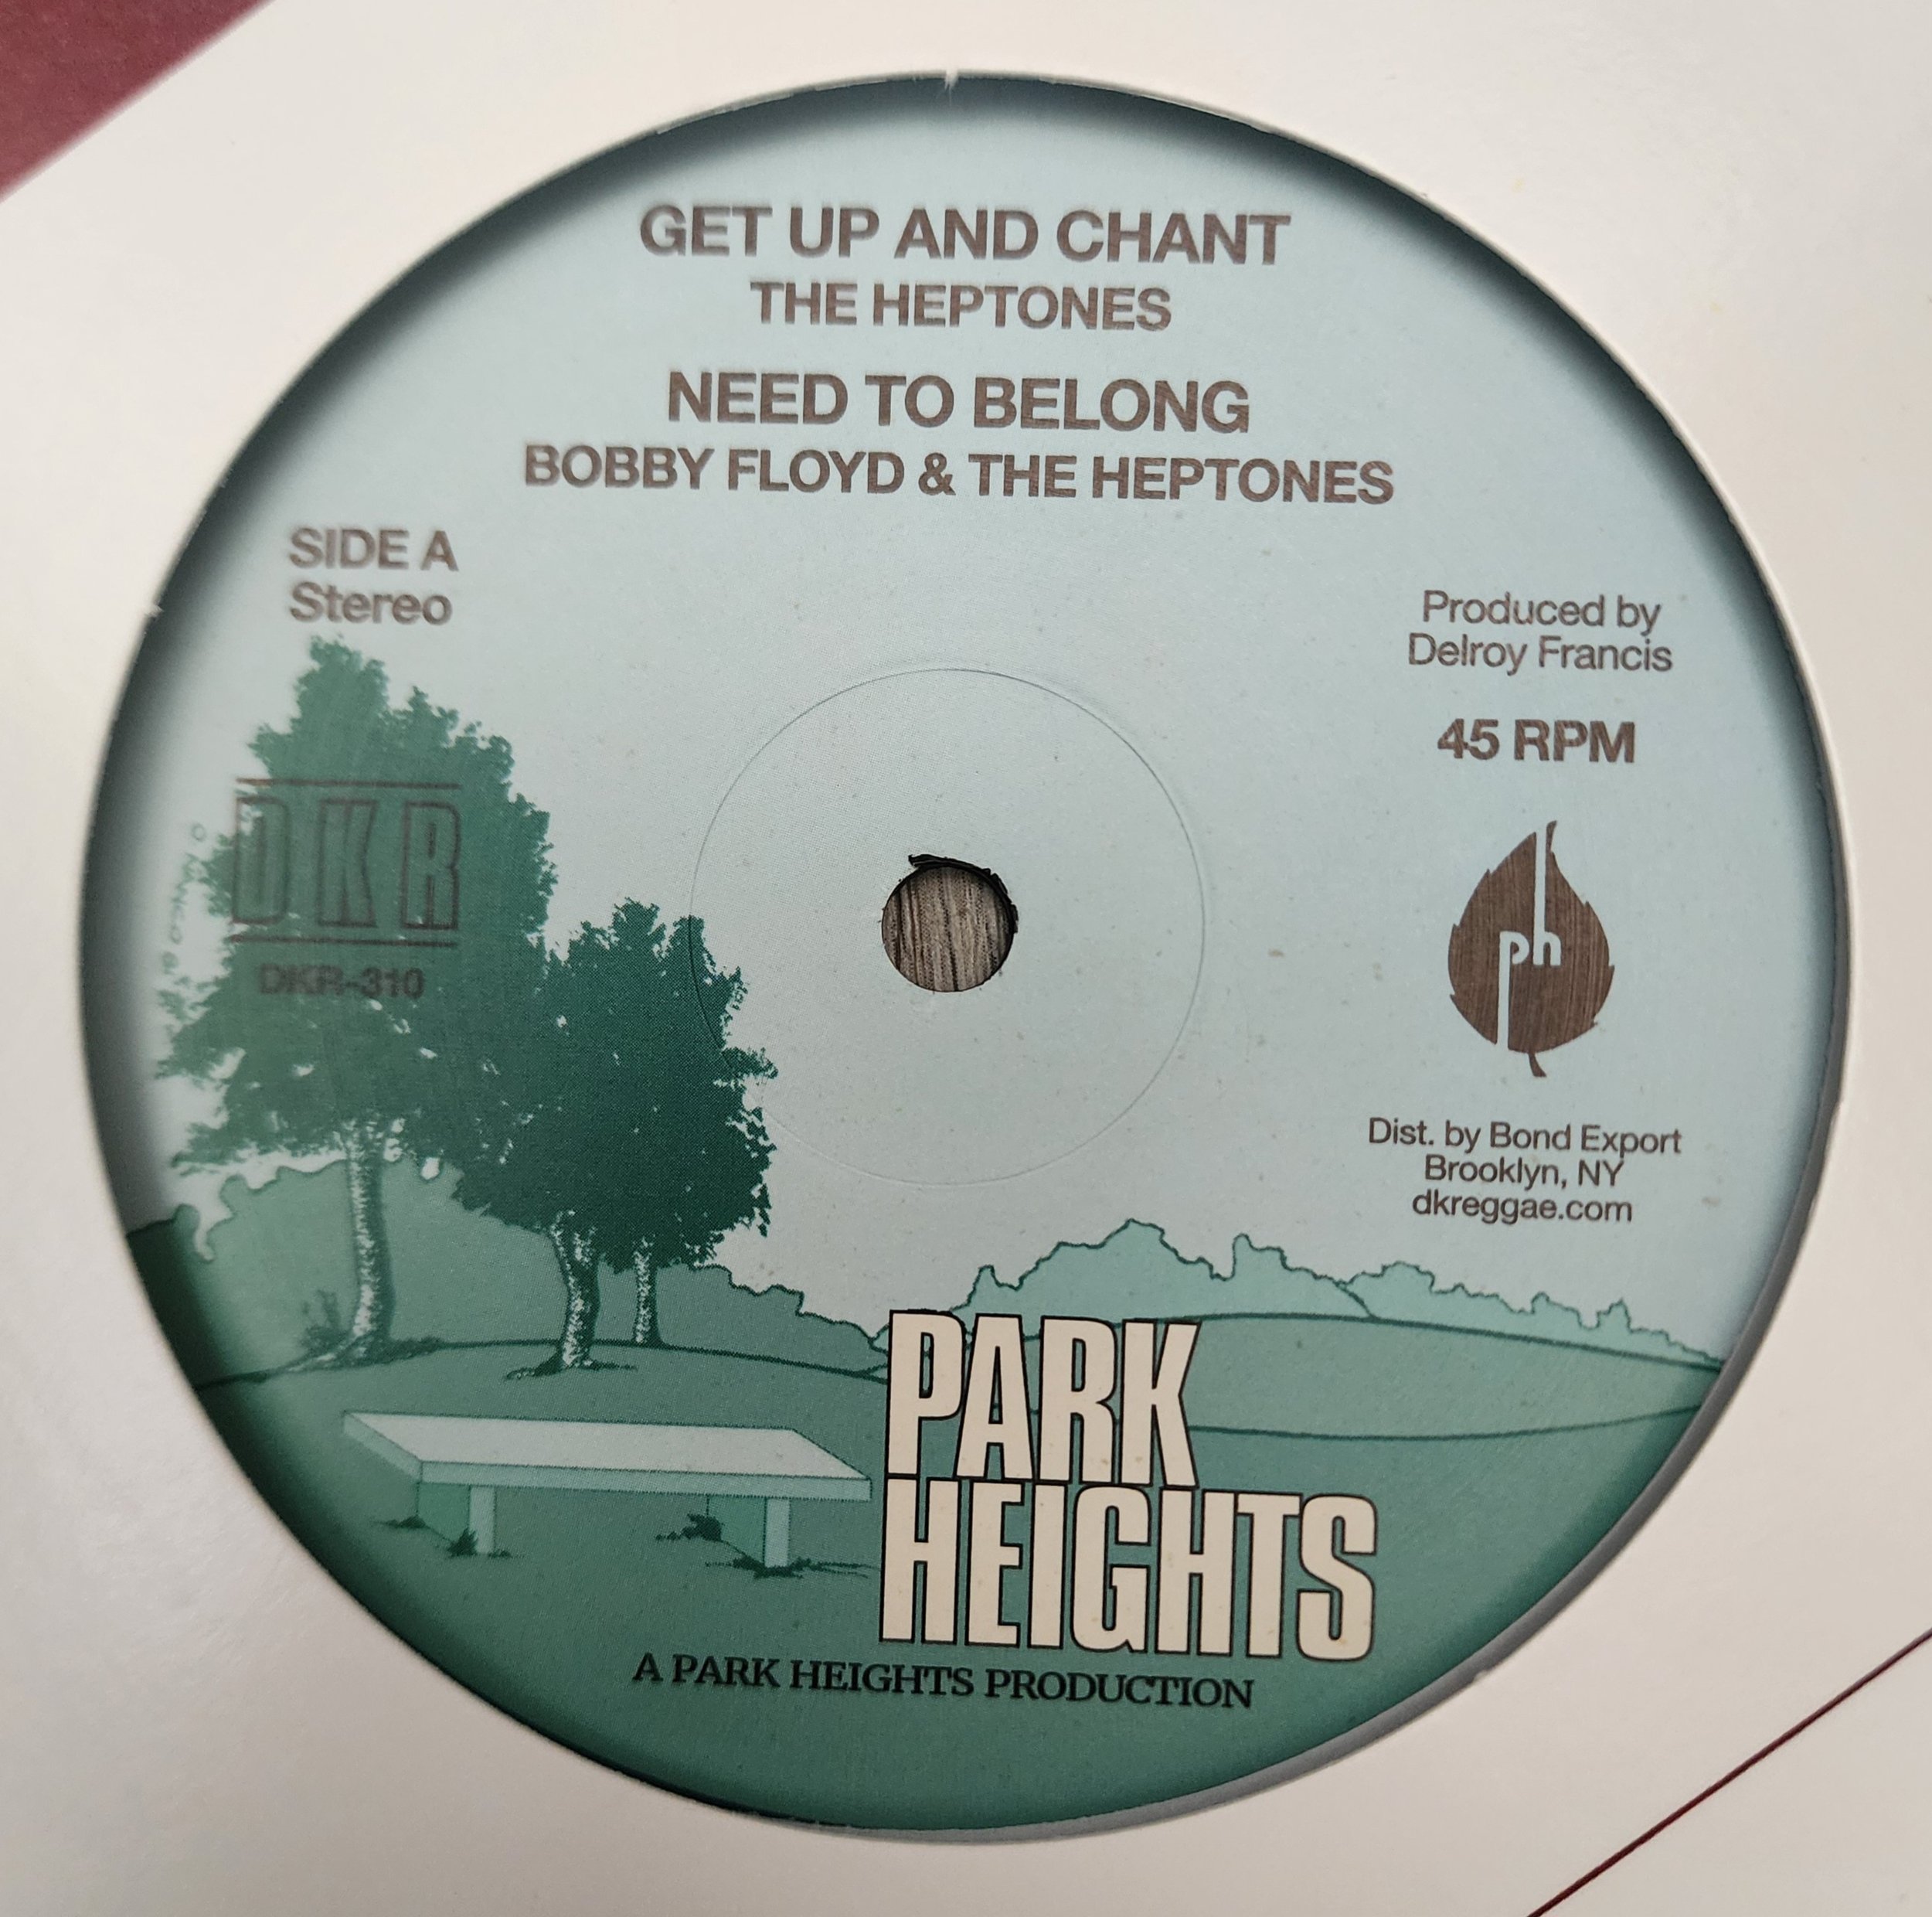 GET UP AND CHANT
THE HEPTONES
NEED TO BELONG
BOBBY FLOYD & THE HEPTONES
SIDE A
Stereo
Produced by
Delroy Francis
45 RPM
DKR
DKR-310
ph
Dist. by Bond Export
Brooklyn, NY
dkreggae.com
PARK
HEIGHTS
A PARK HEIGHTS PRODUCTION